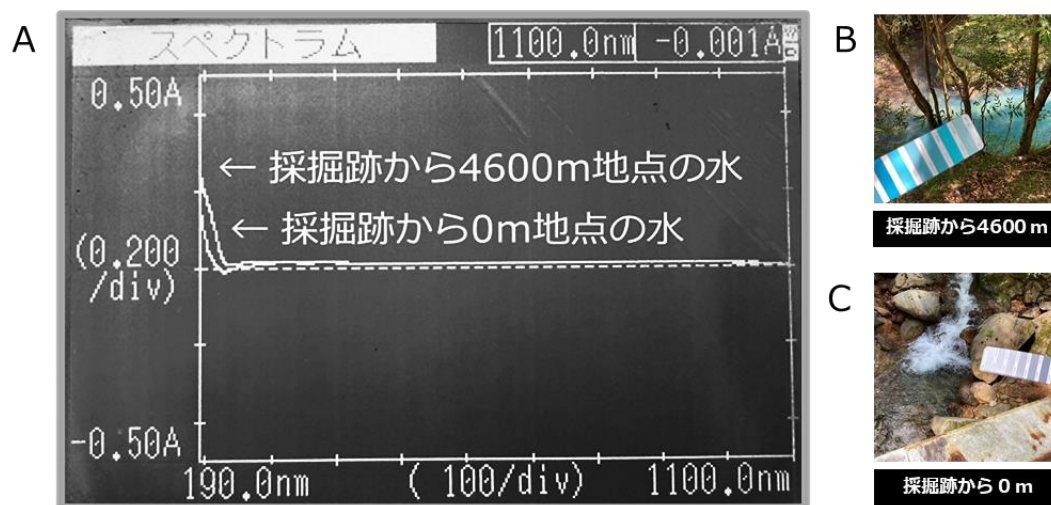 A
スペクトラム
1100.0nm -0.001A
0.50A
← 採掘跡から4600m地点の水
← 採掘跡から0m地点の水
(0.200
/div)
-0.50A
190.0nm
( 100/div)
1100.0nm
B
採掘跡から4600ｍ
C
採掘跡から０ｍ